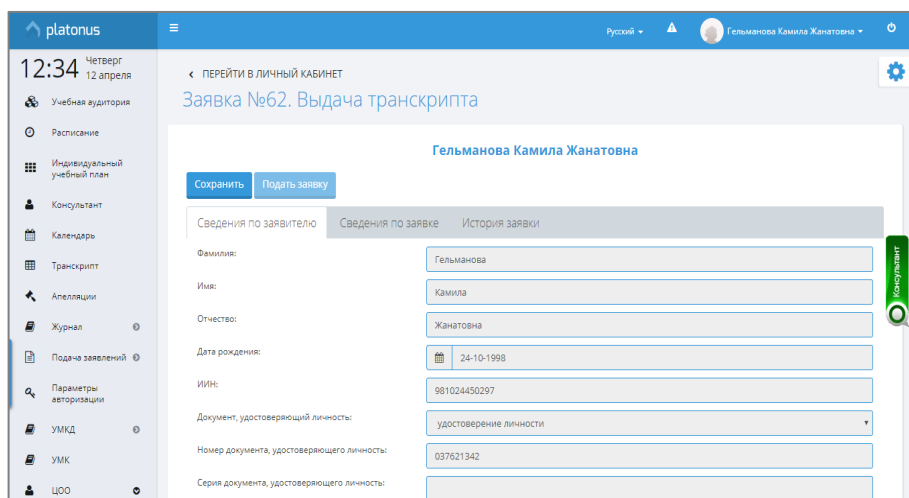 platonus
Русский
Гельманова Камила Жанатовна
12:34 Четверг
12 апреля
Учебная аудитория
Расписание
Индивидуальный
учебный план
Консультант
Календарь
Транскрипт
Апелляции
Журнал
Подача заявлений
Параметры
авторизации
УМКД
УМК
ЦОО
ПЕРЕЙТИ В ЛИЧНЫЙ КАБИНЕТ
Заявка №62. Выдача транскрипта
Гельманова Камила Жанатовна
Сохранить Подать заявку
Сведения по заявителю Сведения по заявке История заявки
Фамилия: Гельманова
Имя: Камила
Отчество: Жанатовна
Дата рождения: 24-10-1998
ИИН: 981024450297
Документ, удостоверяющий личность: удостоверение личности
Номер документа, удостоверяющего личность: 037621342
Серия документа, удостоверяющего личность:
Консультант